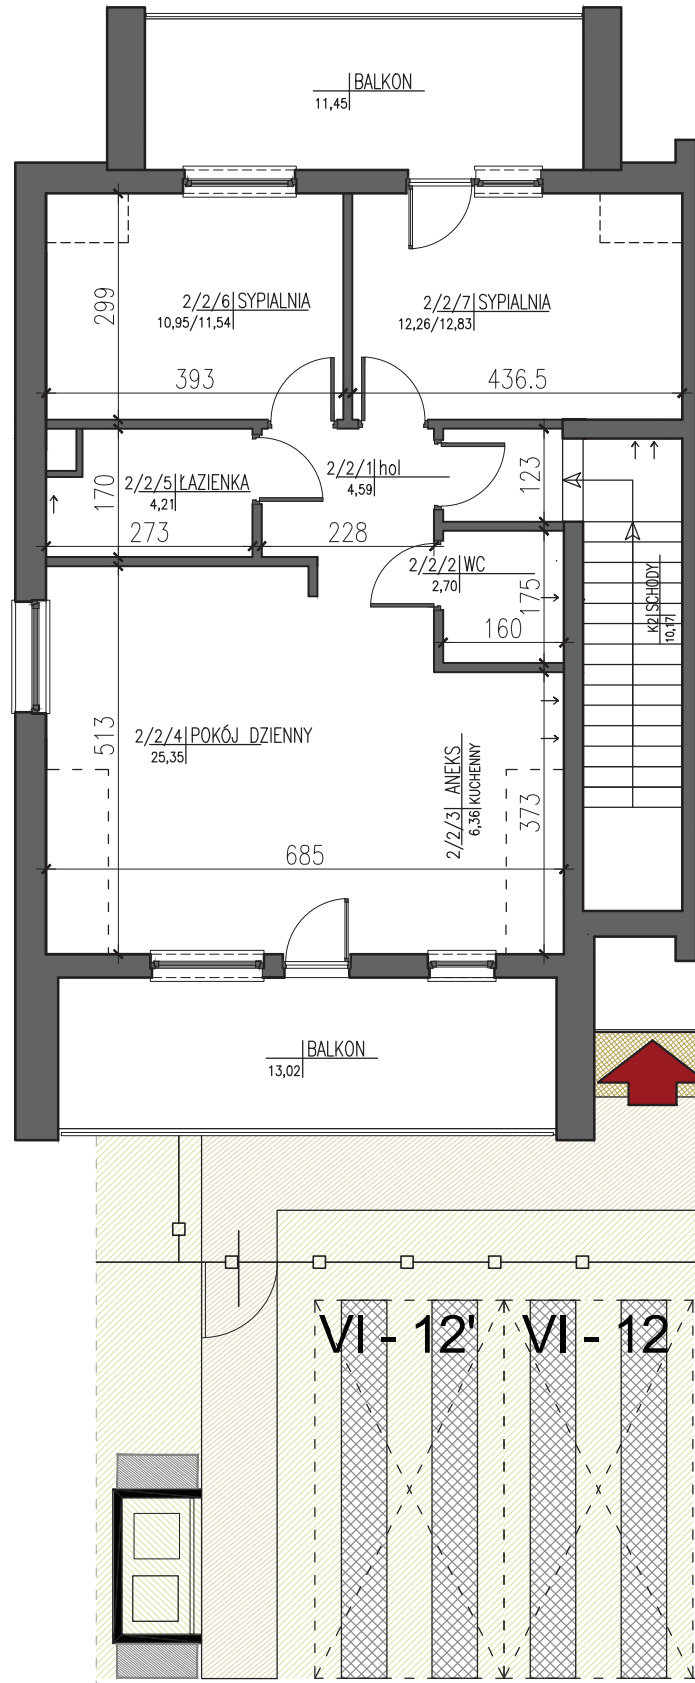 BALKON
11,45
2/2/6 SYPIALNIA
10,95/11,54
2/2/7 SYPIALNIA
12,26/12,83
299
393
436.5
2/2/5 ŁAZIENKA
4,21
2/2/1 hol
4,59
170
123
273
228
2/2/2 WC
2,70
175
160
K2 SCHODY
10,17
2/2/4 POKÓJ DZIENNY
25,35
513
2/2/3 ANEKS
6,36 KUCHENNY
373
685
BALKON
13,02
VI - 12' VI - 12